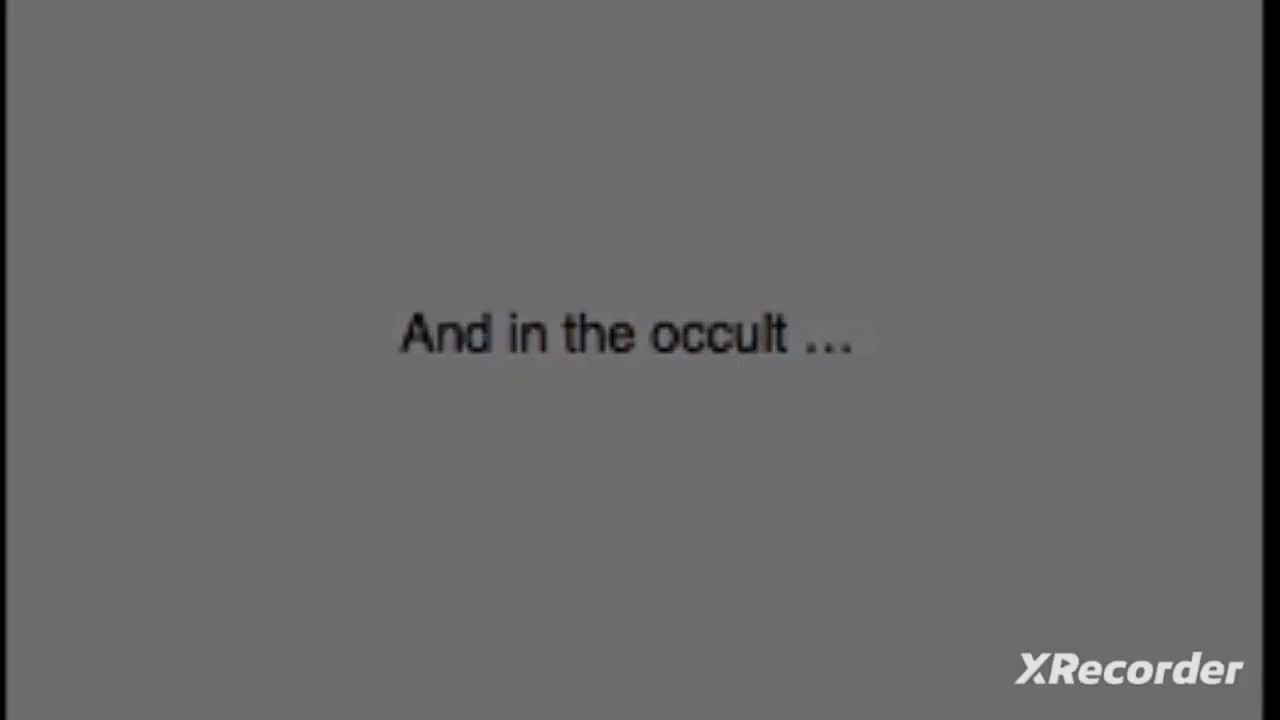 And in the occult ...
XRecorder